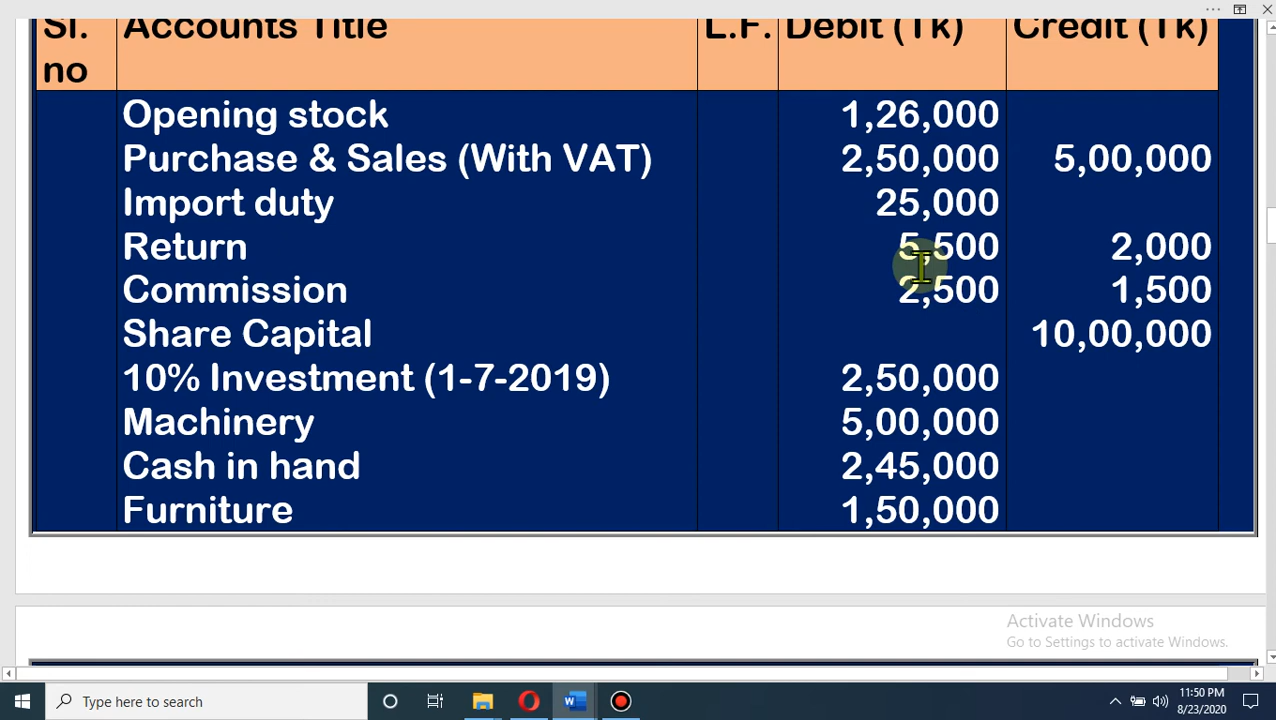 Sl. no Accounts Title L.F. Debit (Tk) Credit (Tk)
Opening stock 1,26,000
Purchase & Sales (With VAT) 2,50,000 5,00,000
Import duty 25,000
Return 5,500 2,000
Commission 2,500 1,500
Share Capital 10,00,000
10% Investment (1-7-2019) 2,50,000
Machinery 5,00,000
Cash in hand 2,45,000
Furniture 1,50,000
Activate Windows
Go to Settings to activate Windows.
Type here to search
11:50 PM
8/23/2020